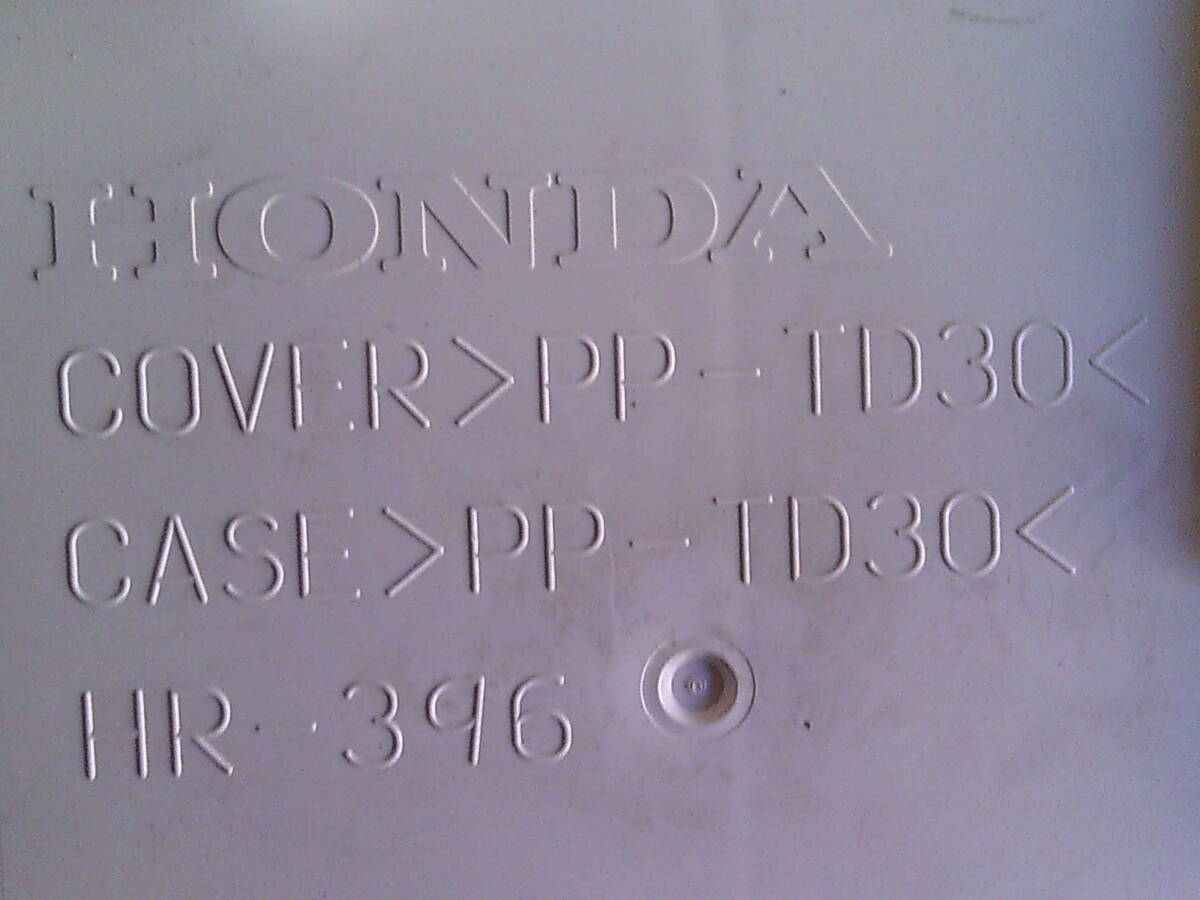 HONDA
COVER>PP-TD30<
CASE>PP-TD30<
HR-396